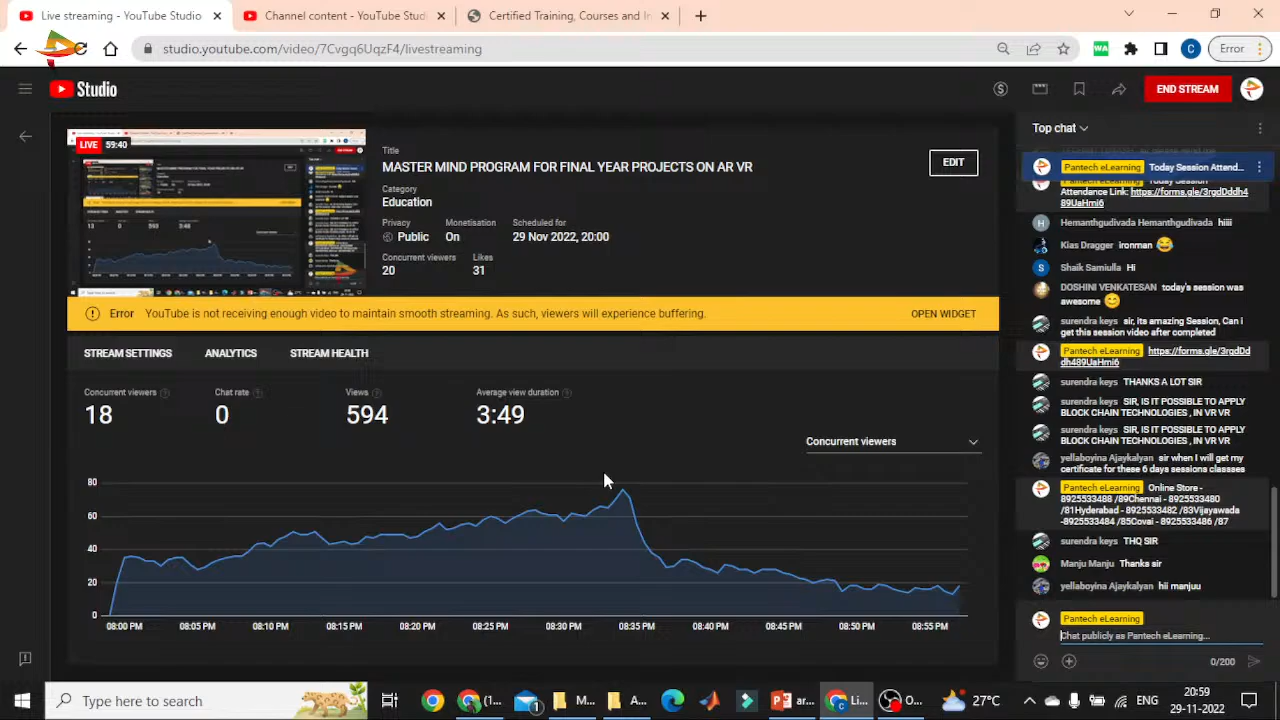 Live streaming - YouTube Studio
Channel content - YouTube Studi
Certified Training, Courses and In
studio.youtube.com/video/7Cvgq6UqzF4/livestreaming
WA
C
Error
Studio
END STREAM
LIVE 59:40
Title
MASTER MIND PROGRAM FOR FINAL YEAR PROJECTS ON AR VR
EDIT
Category
Education
Privacy Monetisation Scheduled for
Public On 29 Nov 2022, 20:00
Concurrent viewers Likes
20 31
Error YouTube is not receiving enough video to maintain smooth streaming. As such, viewers will experience buffering. OPEN WIDGET
STREAM SETTINGS ANALYTICS STREAM HEALTH
Concurrent viewers Chat rate Views Average view duration
18 0 594 3:49
Concurrent viewers
80
60
40
20
0
08:00 PM 08:05 PM 08:10 PM 08:15 PM 08:20 PM 08:25 PM 08:30 PM 08:35 PM 08:40 PM 08:45 PM 08:50 PM 08:55 PM
Top chat
Pantech eLearning Today Session Attend...
Attendance Link
H Hemanthgudivada Hemanthgudivada hiiii
Kias Dragger Ironman 😂
S Shaik Samiulla Hi
DOSHINI VENKATESAN today's session was
awesome 😊
surendra keys sir, its amazing Session, Can i
get this session video after completed
Pantech eLearning
surendra keys THANKS A LOT SIR
surendra keys SIR, IS IT POSSIBLE TO APPLY
BLOCK CHAIN TECHNOLOGIES , IN VR VR
surendra keys SIR, IS IT POSSIBLE TO APPLY
BLOCK CHAIN TECHNOLOGIES , IN VR VR
yellaboyina Ajaykalyan sir when I will get my
certificate for these 6 days sessions classses
Pantech eLearning Online Store -
8925533488 /89Chennai - 8925533480
/81Hyderabad - 8925533482 /83Vijayawada
-8925533484 /85Covai - 8925533486 /87
surendra keys THQ SIR
Manju Manju Thanks sir
yellaboyina Ajaykalyan hii manjuu
Pantech eLearning
Chat publicly as Pantech eLearning...
0/200
Type here to search
(1...
M...
A...
ar...
Li...
O...
27°C
ENG
20:59
29-11-2022